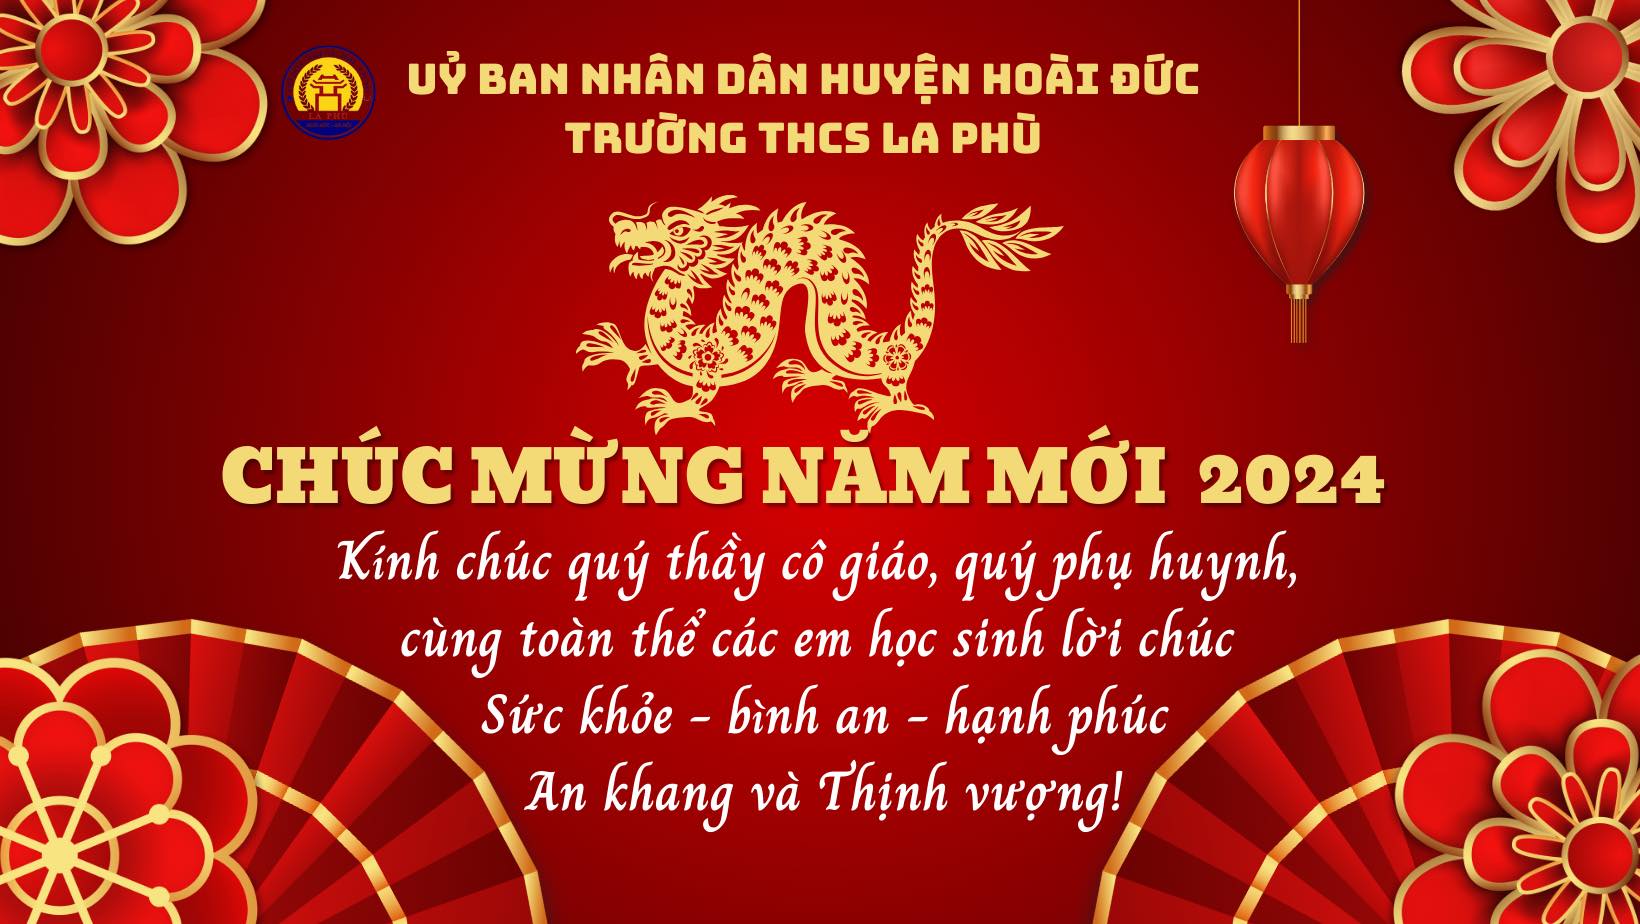 UỶ BAN NHÂN DÂN HUYỆN HOÀI ĐỨC
TRƯỜNG THCS LA PHÙ
LA PHÙ
CHÚC MỪNG NĂM MỚI 2024
Kính chúc quý thầy cô giáo, quý phụ huynh,
cùng toàn thể các em học sinh lời chúc
Sức khỏe - bình an - hạnh phúc
An khang và Thịnh vượng!